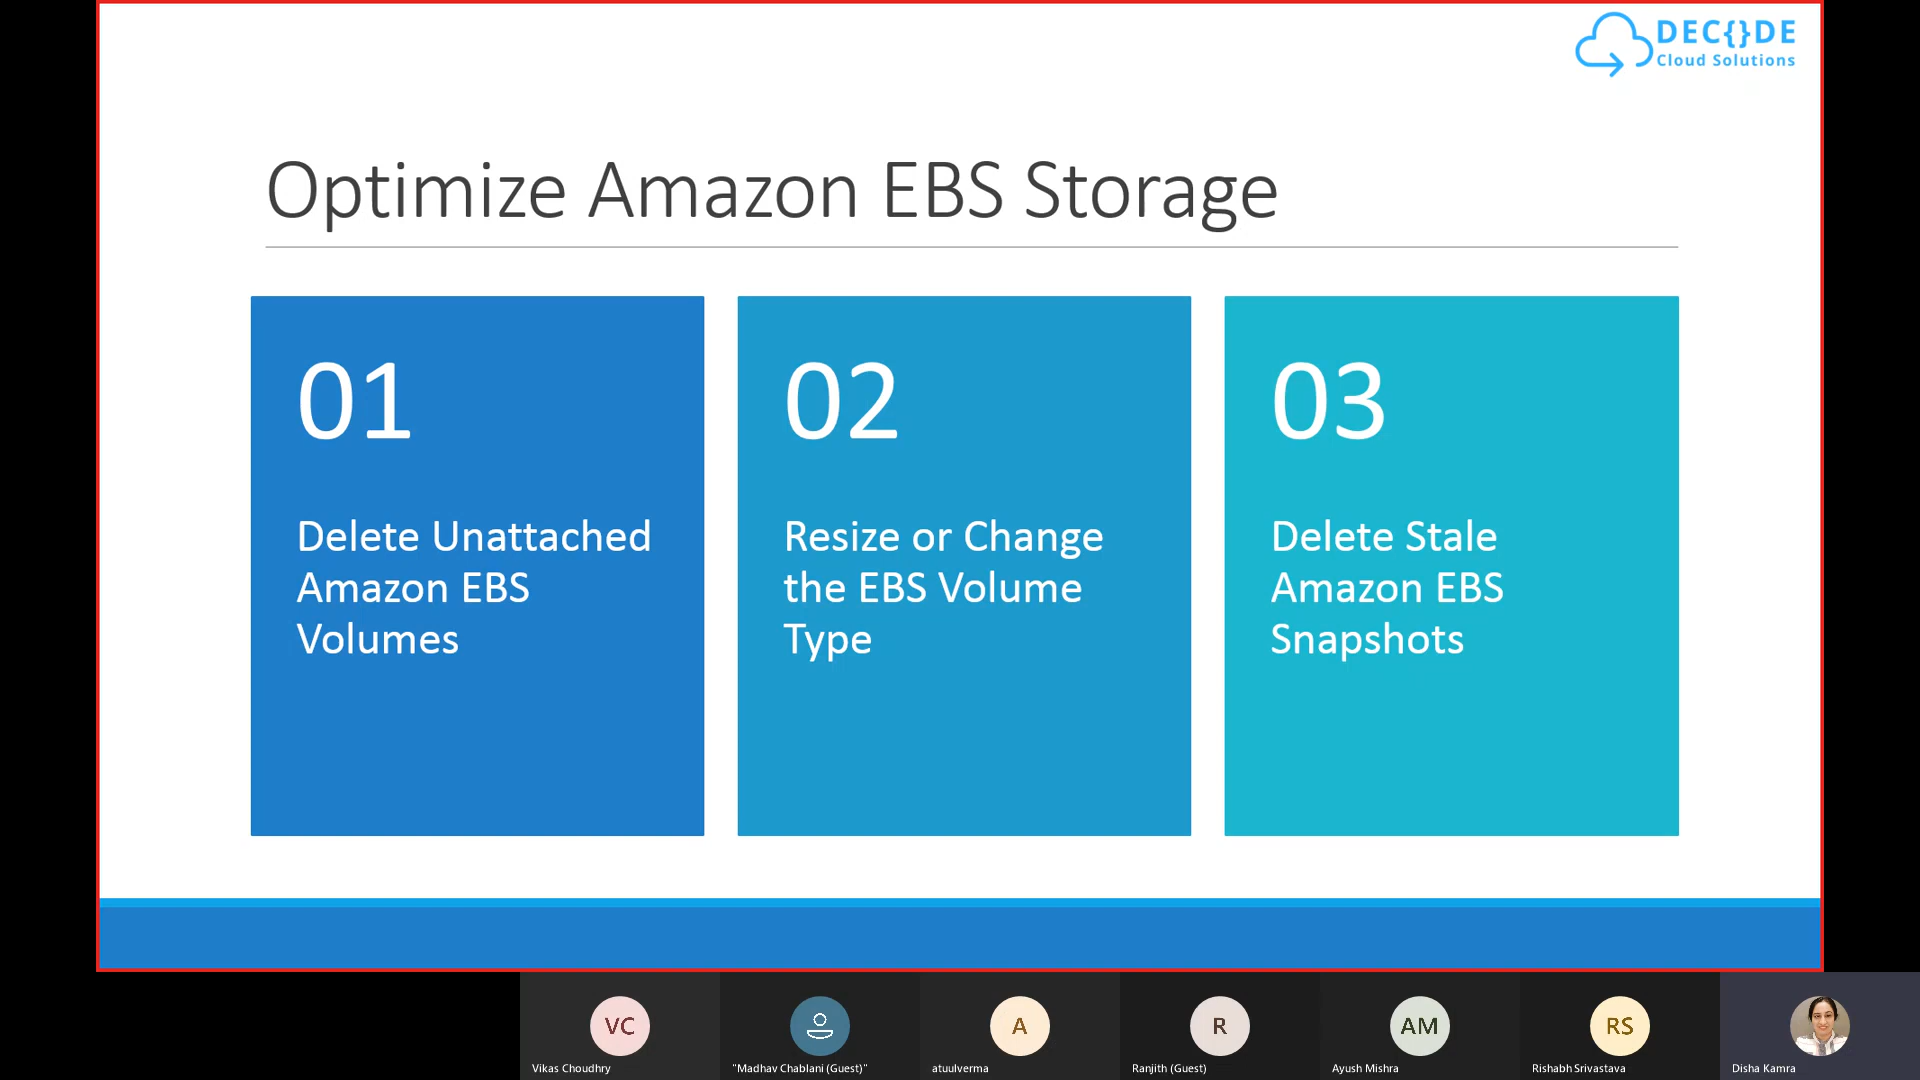 DEC{}DE
Cloud Solutions
Optimize Amazon EBS Storage
01
Delete Unattached
Amazon EBS
Volumes
02
Resize or Change
the EBS Volume
Type
03
Delete Stale
Amazon EBS
Snapshots
VC
Vikas Choudhry
"Madhav Chablani (Guest)"
A
atuulverma
R
Ranjith (Guest)
AM
Ayush Mishra
RS
Rishabh Srivastava
Disha Kamra